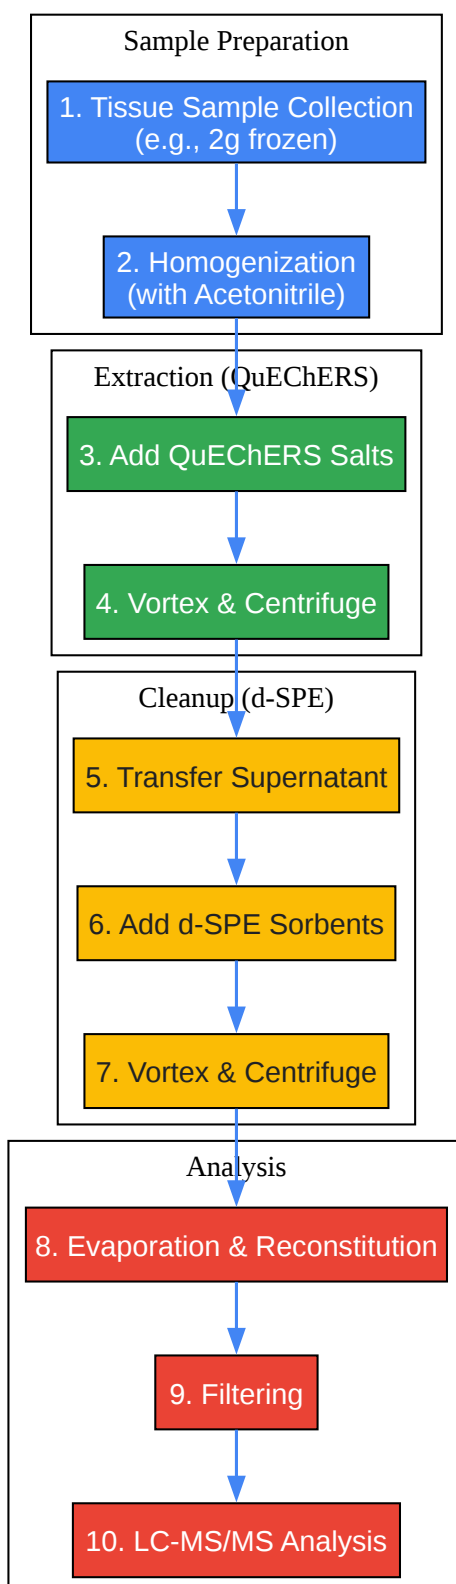 Sample Preparation
1. Tissue Sample Collection
(e.g., 2g frozen)
2. Homogenization
(with Acetonitrile)
Extraction (QuEChERS)
3. Add QuEChERS Salts
4. Vortex & Centrifuge
Cleanup (d-SPE)
5. Transfer Supernatant
6. Add d-SPE Sorbents
7. Vortex & Centrifuge
Analysis
8. Evaporation & Reconstitution
9. Filtering
10. LC-MS/MS Analysis